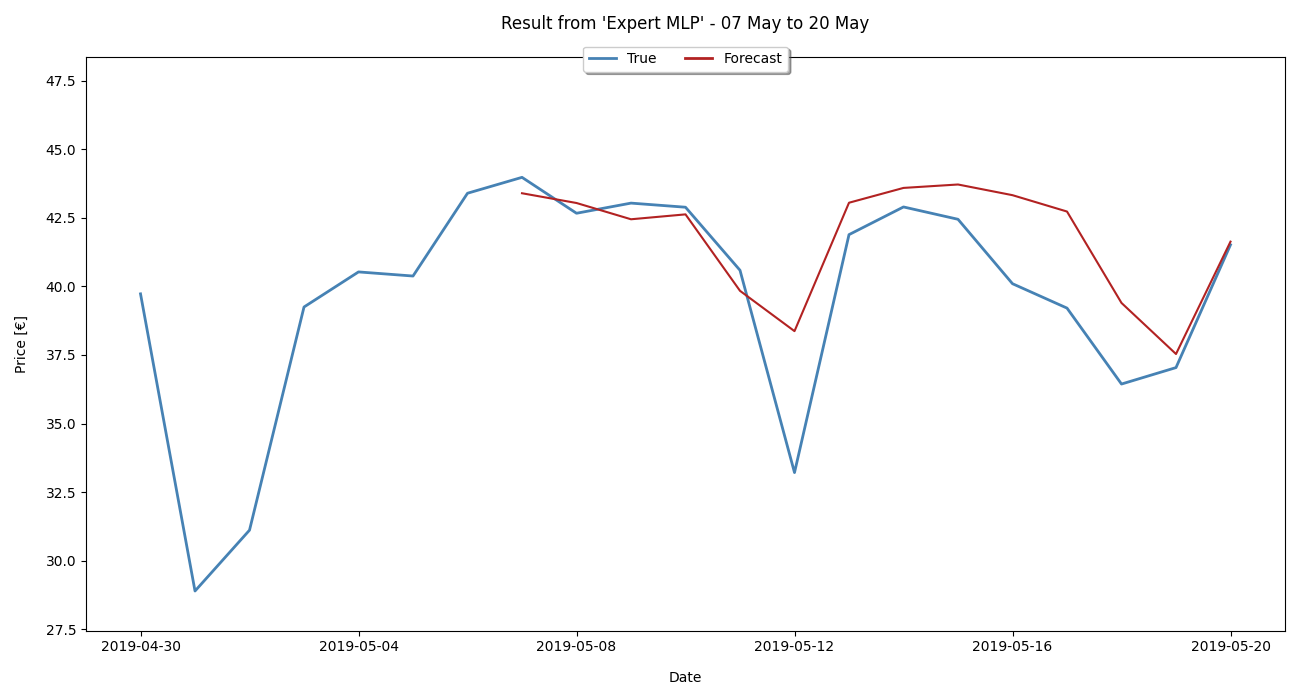 Result from 'Expert MLP' - 07 May to 20 May
True Forecast
47.5
45.0
42.5
40.0
37.5
35.0
32.5
30.0
27.5
Price [€]
2019-04-30 2019-05-04 2019-05-08 2019-05-12 2019-05-16 2019-05-20
Date